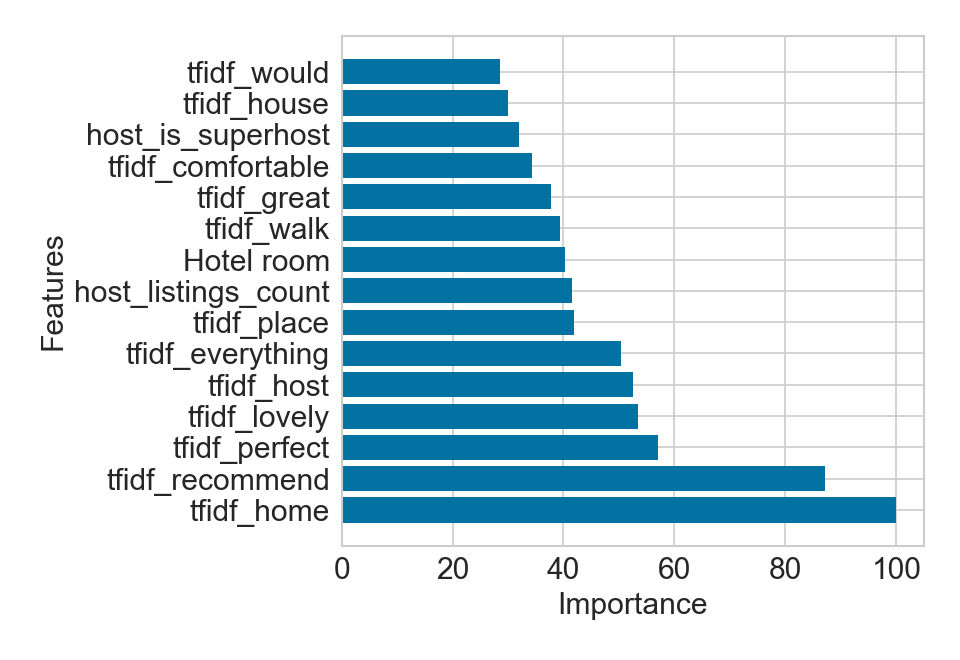 tfidf_would
tfidf_house
host_is_superhost
tfidf_comfortable
tfidf_great
tfidf_walk
Hotel room
host_listings_count
tfidf_place
tfidf_everything
tfidf_host
tfidf_lovely
tfidf_perfect
tfidf_recommend
tfidf_home
Features
0 20 40 60 80 100
Importance